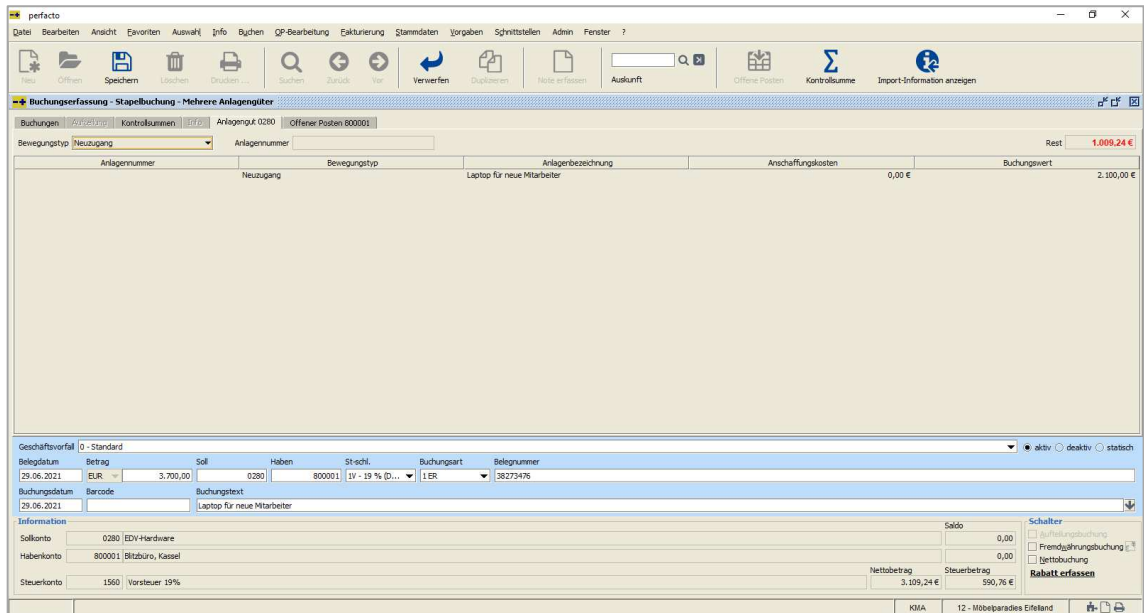 perfacto
Datei Bearbeiten Ansicht Favoriten Auswahl Info Buchen OP-Bearbeitung Fakturierung Stammdaten Vorgaben Schnittstellen Admin Fenster ?
Neu Öffnen Speichern Löschen Drucken ... Suchen Zurück Vor Verwerfen Duplizieren Note erfassen Auskunft Offene Posten Kontrollsumme Import-Information anzeigen
Buchungserfassung - Stapelbuchung - Mehrere Anlagengüter
Buchungen Aufteilung Kontrollsummen Info Anlagengut 0280 Offener Posten 800001
Bewegungstyp Neuzugang Anlagennummer Rest 1.009,24 €
Anlagennummer Bewegungstyp Anlagenbezeichnung Anschaffungskosten Buchungswert
Neuzugang Laptop für neue Mitarbeiter 0,00 € 2.100,00 €
Geschäftsvorfall 0 - Standard aktiv deaktiv statisch
Belegdatum Betrag Soll Haben St-schl. Buchungsart Belegnummer
29.06.2021 EUR 3.700,00 0280 800001 1V - 19 % (D... 1 ER 38273476
Buchungsdatum Barcode Buchungstext
29.06.2021 Laptop für neue Mitarbeiter
Information Saldo Schalter
Sollkonto 0280 EDV-Hardware 0,00 Aufteilungsbuchung
Habenkonto 800001 Blitzbüro, Kassel 0,00 Fremdwährungsbuchung
Nettobetrag Steuerbetrag Nettobuchung
Steuerkonto 1560 Vorsteuer 19% 3.109,24 € 590,76 € Rabatt erfassen
KMA 12 - Möbelparadies Eifelland